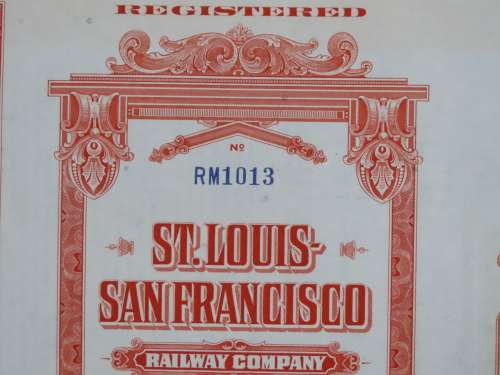 REGISTERED
Nº
RM1013
ST. LOUIS-
SAN FRANCISCO
RAILWAY COMPANY